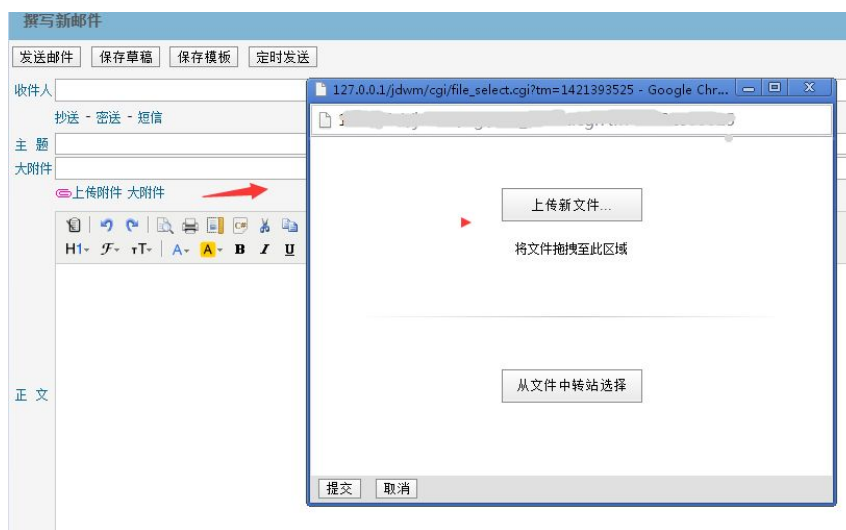 撰写新邮件
发送邮件 保存草稿 保存模板 定时发送
收件人
抄送 - 密送 - 短信
主 题
大附件
上传附件 大附件
H1 F тT A A B I U
正 文
127.0.0.1/jdwm/cgi/file_select.cgi?tm=1421393525 - Google Chr...
上传新文件...
将文件拖拽至此区域
从文件中转站选择
提交 取消